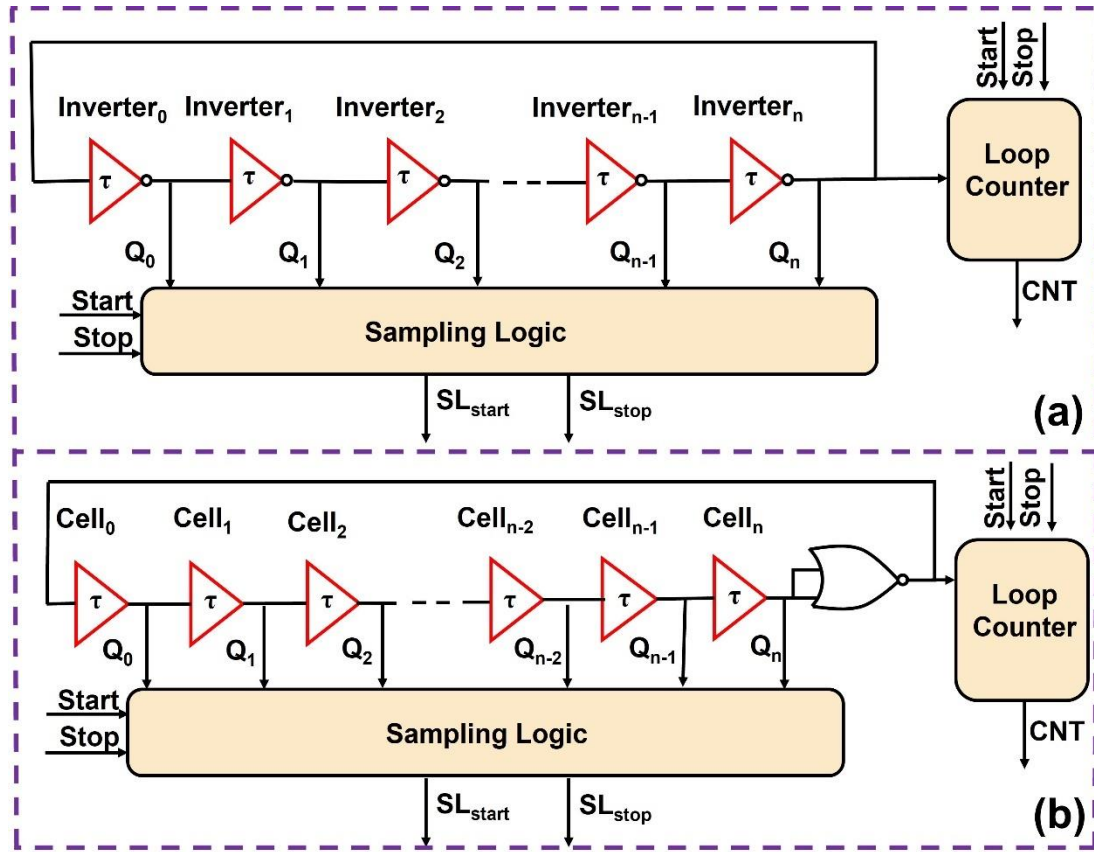 Start
Stop
Inverter₀ Inverter₁ Inverter₂ Inverterₙ₋₁ Inverterₙ
τ τ τ τ τ
Loop
Counter
Q₀ Q₁ Q₂ Qₙ₋₁ Qₙ
CNT
Start
Stop
Sampling Logic
SLstart SLstop
(a)
Start
Stop
Cell₀ Cell₁ Cell₂ Cellₙ₋₂ Cellₙ₋₁ Cellₙ
τ τ τ τ τ τ
Loop
Counter
Q₀ Q₁ Q₂ Qₙ₋₂ Qₙ₋₁ Qₙ
Start
Stop
Sampling Logic
CNT
SLstart SLstop
(b)